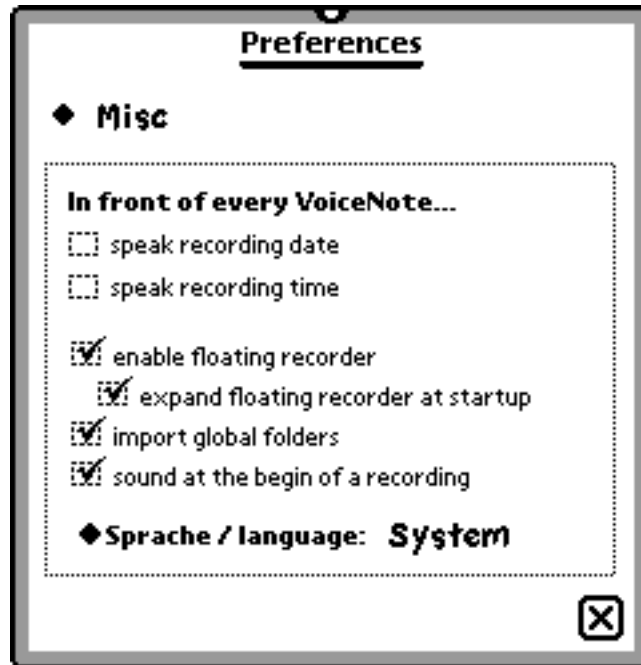 Preferences
Misc
In front of every VoiceNote...
speak recording date
speak recording time
enable floating recorder
expand floating recorder at startup
import global folders
sound at the begin of a recording
Sprache / language: System